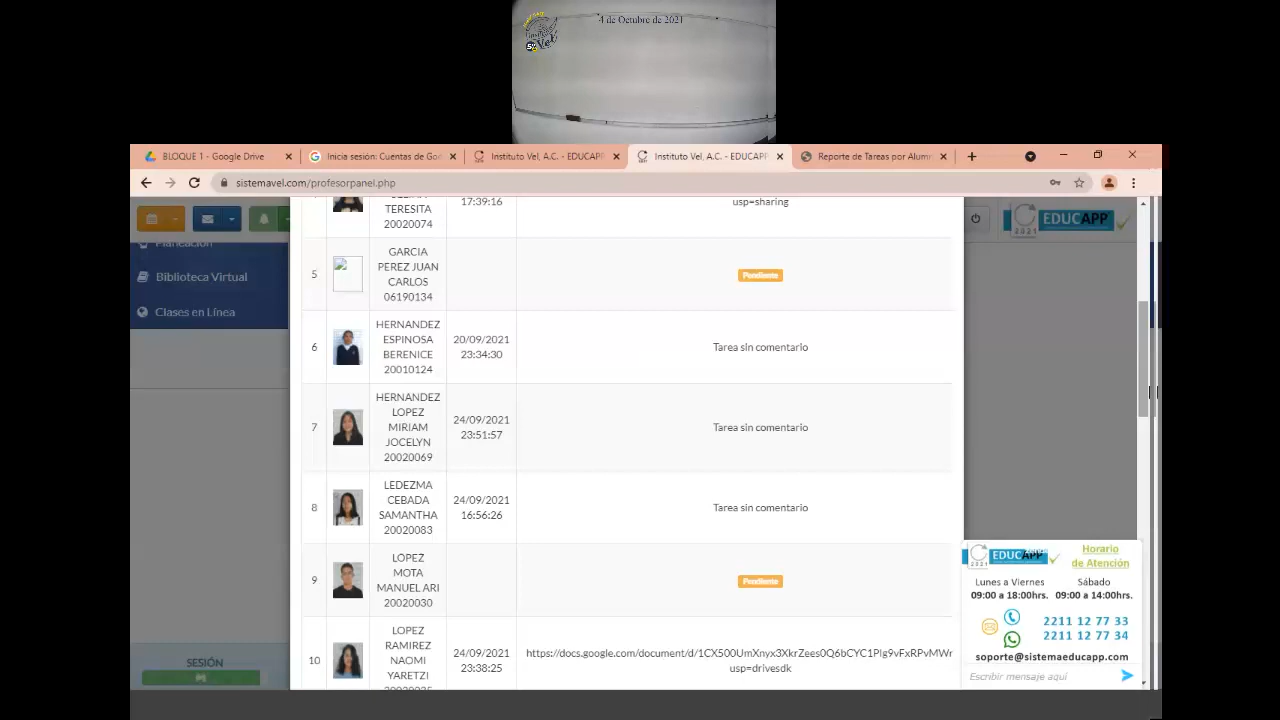 4 de Octubre de 2021
BLOQUE 1 - Google Drive
Inicia sesión: Cuentas de Goo
Instituto Vel, A.C. - EDUCAPP
Instituto Vel, A.C. - EDUCAPP
Reporte de Tareas por Alumn
sistemavel.com/profesorpanel.php
2021 EDUCAPP
Planeación
Biblioteca Virtual
Clases en Línea
TERESITA
20020074
17:39:16
usp=sharing
5
GARCIA
PEREZ JUAN
CARLOS
06190134
Pendiente
6
HERNANDEZ
ESPINOSA
BERENICE
20010124
20/09/2021
23:34:30
Tarea sin comentario
7
HERNANDEZ
LOPEZ
MIRIAM
JOCELYN
20020069
24/09/2021
23:51:57
Tarea sin comentario
8
LEDEZMA
CEBADA
SAMANTHA
20020083
24/09/2021
16:56:26
Tarea sin comentario
9
LOPEZ
MOTA
MANUEL ARI
20020030
Pendiente
10
LOPEZ
RAMIREZ
NAOMI
YARETZI
24/09/2021
23:38:25
usp=drivesdk
SESIÓN
2021 EDUCAPP
Horario
de Atención
Lunes a Viernes
09:00 a 18:00hrs.
Sábado
09:00 a 14:00hrs.
2211 12 77 33
2211 12 77 34
soporte@sistemaeducapp.com
Escribir mensaje aquí